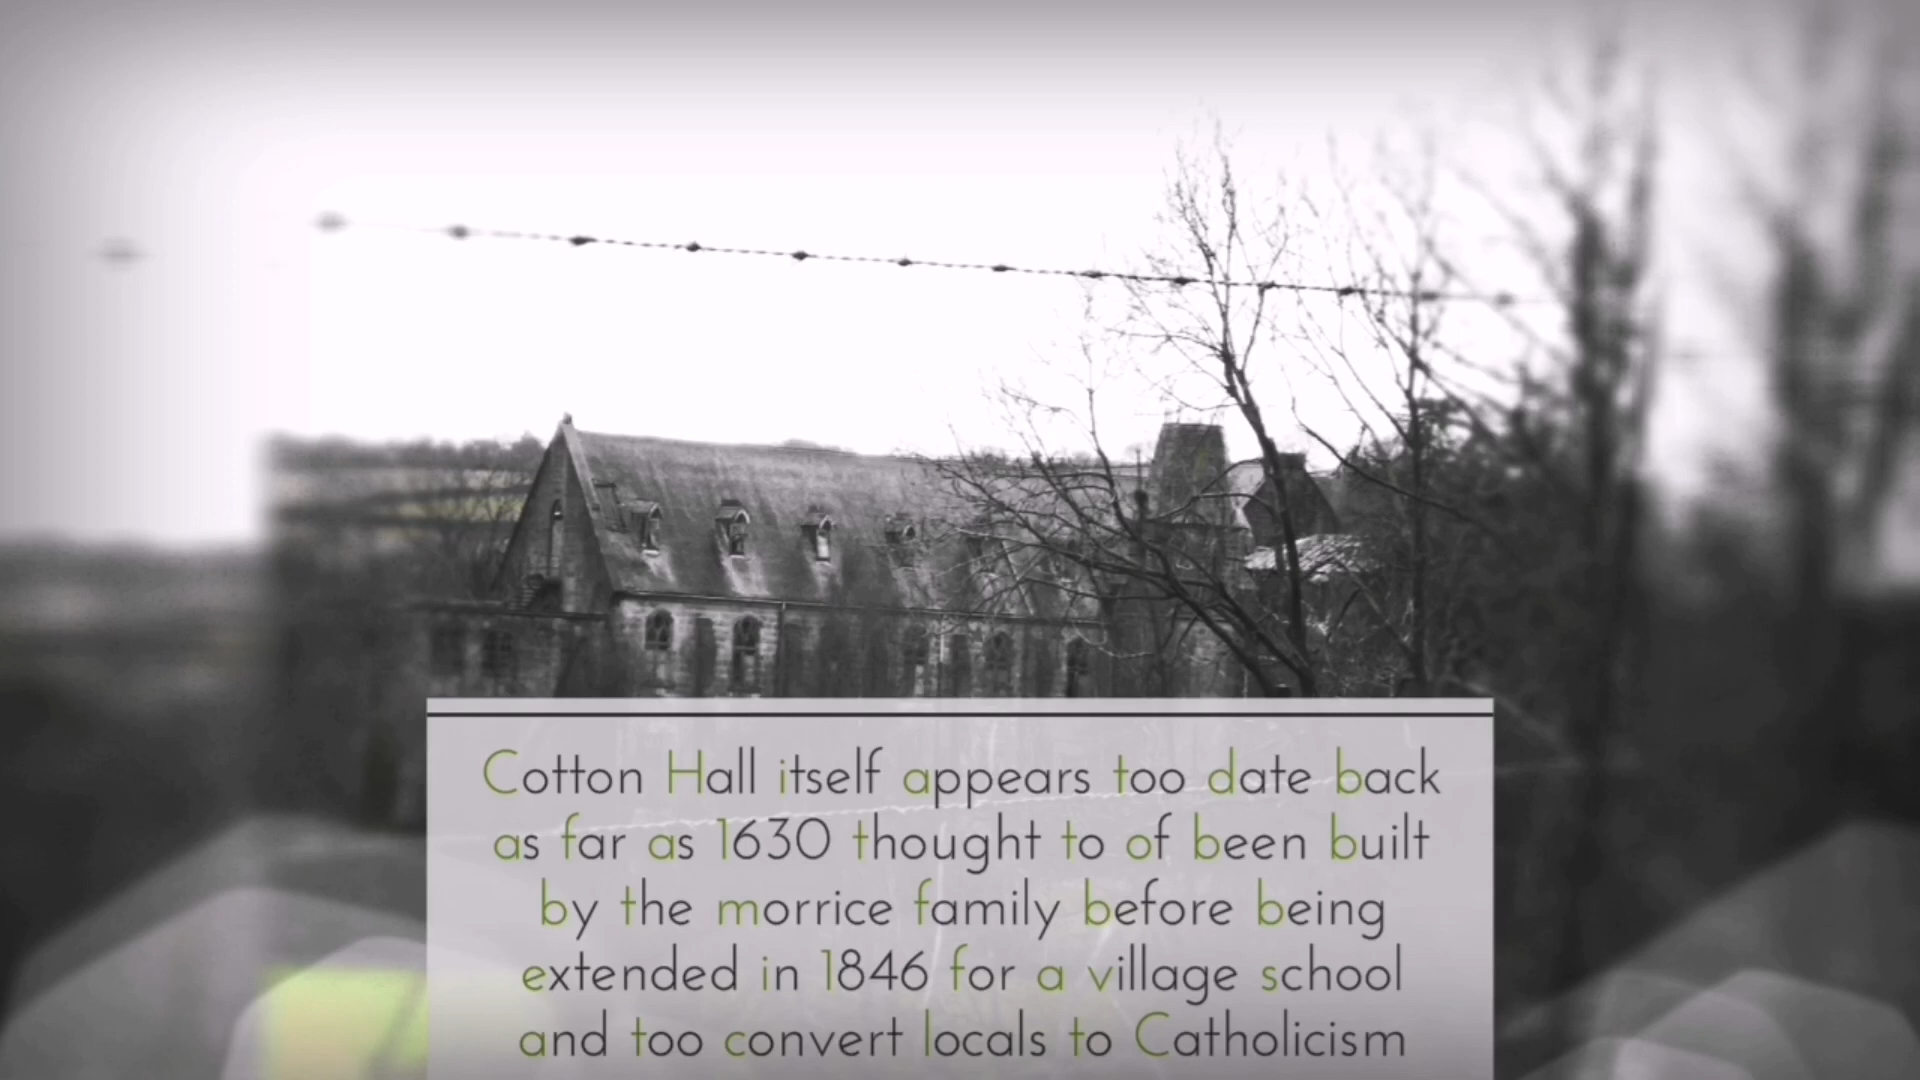 Cotton Hall itself appears too date back
as far as 1630 thought to of been built
by the morrice family before being
extended in 1846 for a village school
and too convert locals to Catholicism